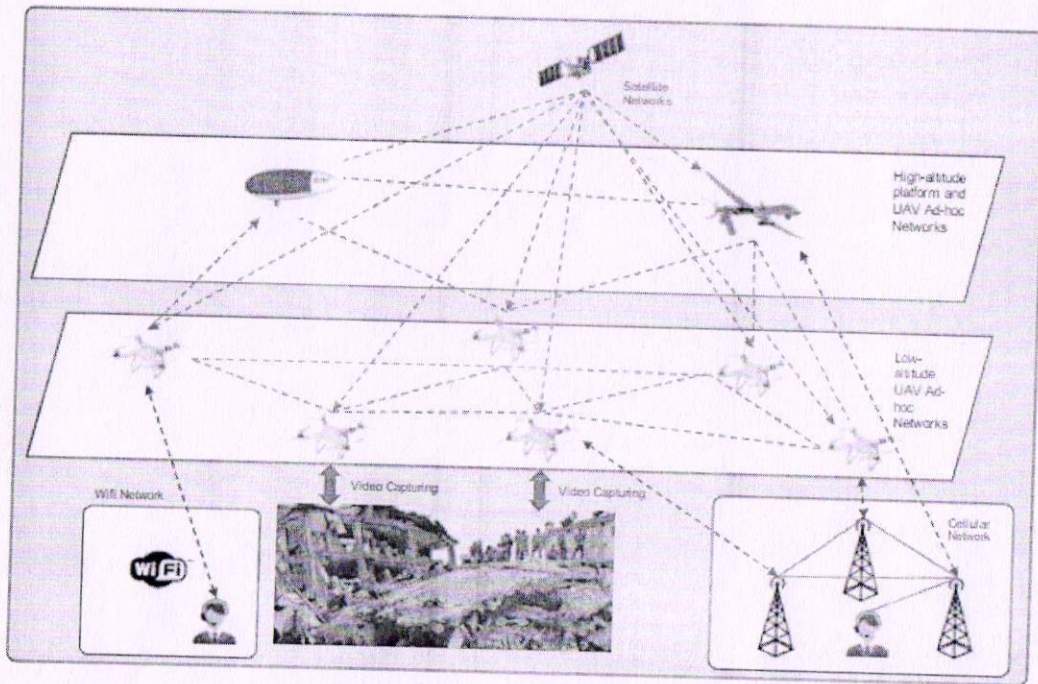 Satellite
Networks
High-altitude
platform and
UAV Ad-hoc
Networks
Low-
altitude
UAV Ad-
hoc
Networks
Wifi Network
Video Capturing
Video Capturing
Cellular
Network
WiFi